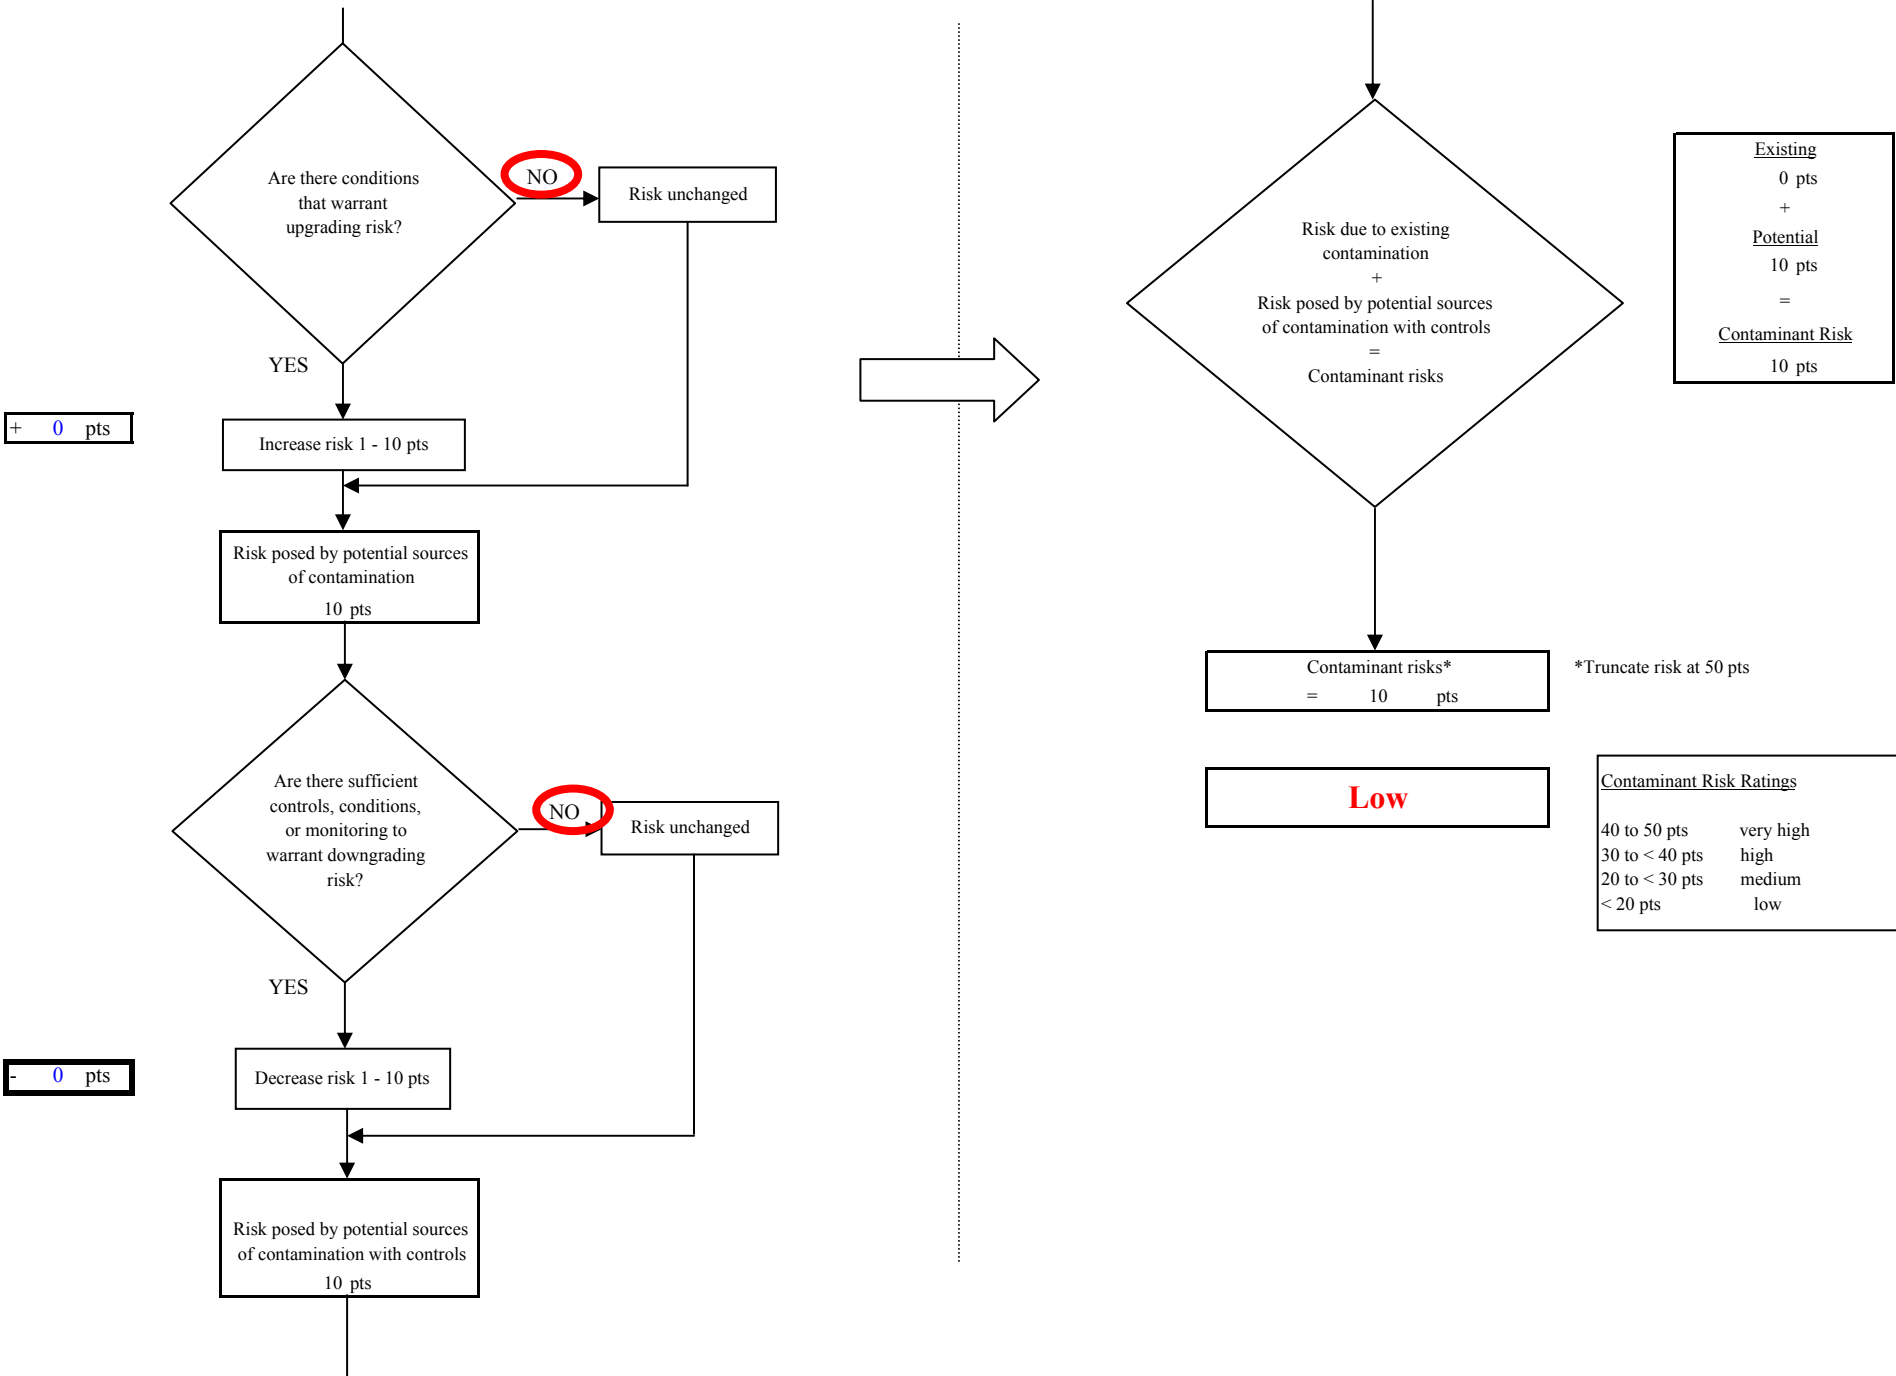 Are there conditions
that warrant
upgrading risk?
NO
Risk unchanged
YES
+ 0 pts
Increase risk 1 - 10 pts
Risk posed by potential sources
of contamination
10 pts
Are there sufficient
controls, conditions,
or monitoring to
warrant downgrading
risk?
NO
Risk unchanged
YES
- 0 pts
Decrease risk 1 - 10 pts
Risk posed by potential sources
of contamination with controls
10 pts
Risk due to existing
contamination
+
Risk posed by potential sources
of contamination with controls
=
Contaminant risks
Existing
0 pts
+
Potential
10 pts
=
Contaminant Risk
10 pts
Contaminant risks*
= 10 pts
*Truncate risk at 50 pts
Low
Contaminant Risk Ratings
40 to 50 pts very high
30 to < 40 pts high
20 to < 30 pts medium
< 20 pts low